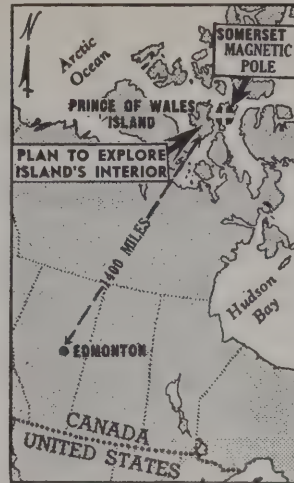 N
Arctic
Ocean
SOMERSET
MAGNETIC
POLE
PRINCE OF WALES
ISLAND
PLAN TO EXPLORE
ISLAND'S INTERIOR
1400 MILES
Hudson
Bay
EDMONTON
CANADA
UNITED STATES